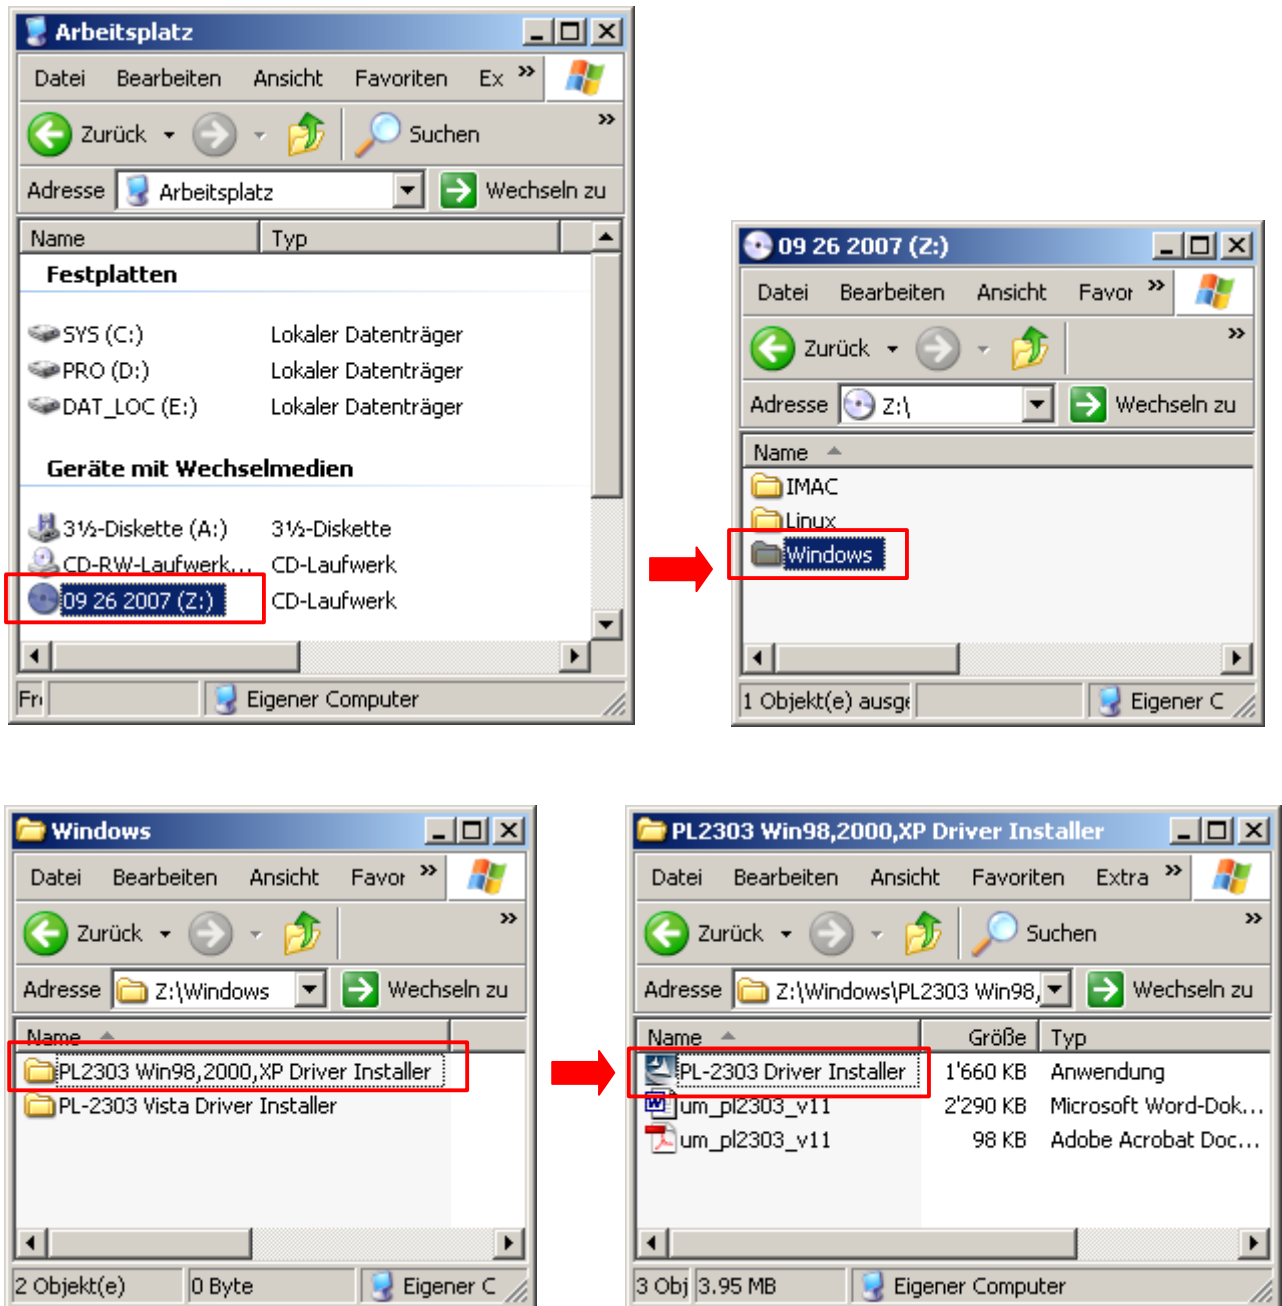 Arbeitsplatz
Datei Bearbeiten Ansicht Favoriten Ex »
Zurück Suchen »
Adresse Arbeitsplatz Wechseln zu
Name Typ
Festplatten
SYS (C:) Lokaler Datenträger
PRO (D:) Lokaler Datenträger
DAT_LOC (E:) Lokaler Datenträger
Geräte mit Wechselmedien
3½-Diskette (A:) 3½-Diskette
CD-RW-Laufwerk... CD-Laufwerk
09 26 2007 (Z:) CD-Laufwerk
Fr Eigener Computer
09 26 2007 (Z:)
Datei Bearbeiten Ansicht Favor »
Zurück »
Adresse Z:\ Wechseln zu
Name
IMAC
Linux
Windows
1 Objekt(e) ausge Eigener C
Windows
Datei Bearbeiten Ansicht Favor »
Zurück »
Adresse Z:\Windows Wechseln zu
Name
PL2303 Win98,2000,XP Driver Installer
PL-2303 Vista Driver Installer
2 Objekt(e) 0 Byte Eigener C
PL2303 Win98,2000,XP Driver Installer
Datei Bearbeiten Ansicht Favoriten Extra »
Zurück Suchen »
Adresse Z:\Windows\PL2303 Win98, Wechseln zu
Name Größe Typ
PL-2303 Driver Installer 1'660 KB Anwendung
um_pl2303_v11 2'290 KB Microsoft Word-Dok...
um_pl2303_v11 98 KB Adobe Acrobat Doc...
3 Obj 3.95 MB Eigener Computer